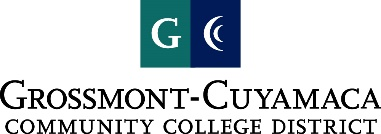 G C
GROSSMONT-CUYAMACA
COMMUNITY COLLEGE DISTRICT